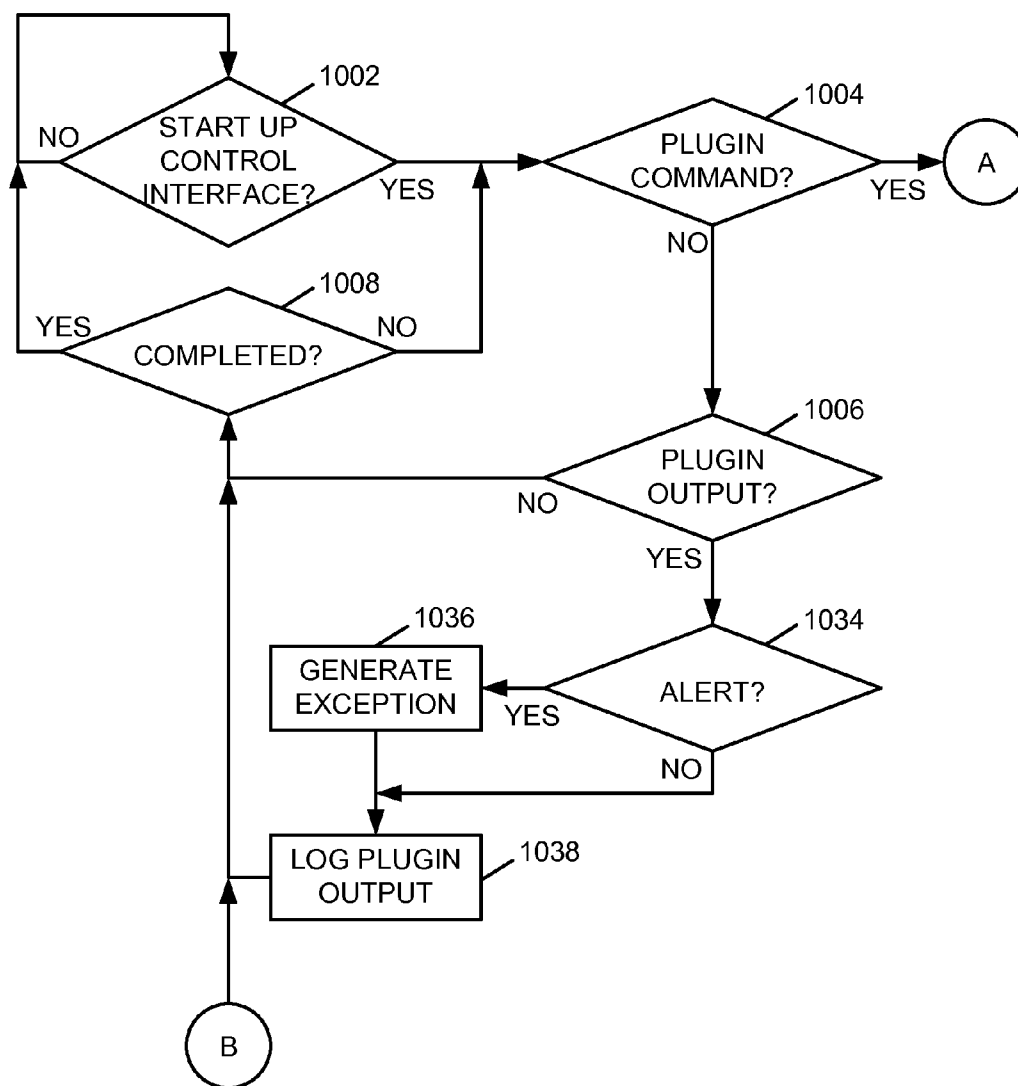 1002
NO
START UP
CONTROL
INTERFACE?
YES
1004
PLUGIN
COMMAND?
YES
A
NO
1008
YES
NO
COMPLETED?
1006
PLUGIN
OUTPUT?
NO
YES
1036
GENERATE
EXCEPTION
1034
ALERT?
YES
NO
LOG PLUGIN
OUTPUT
1038
B